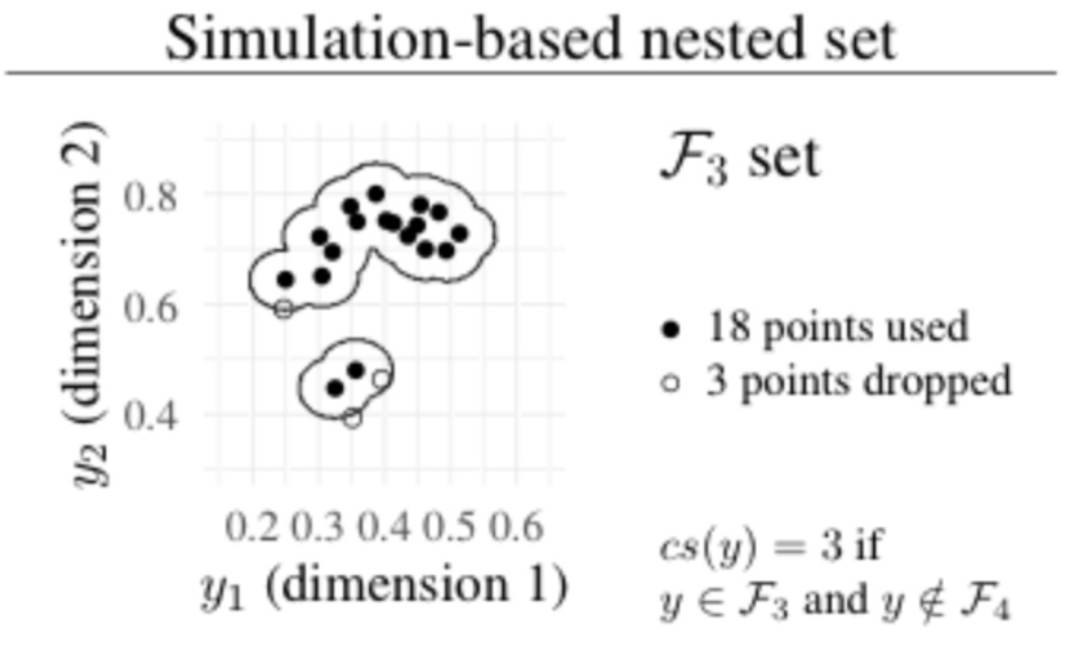 Simulation-based nested set
y₂ (dimension 2)
0.8
0.6
0.4
0.2 0.3 0.4 0.5 0.6
y₁ (dimension 1)
ℱ₃ set
● 18 points used
○ 3 points dropped
cs(y) = 3 if
y ∈ ℱ₃ and y ∉ ℱ₄